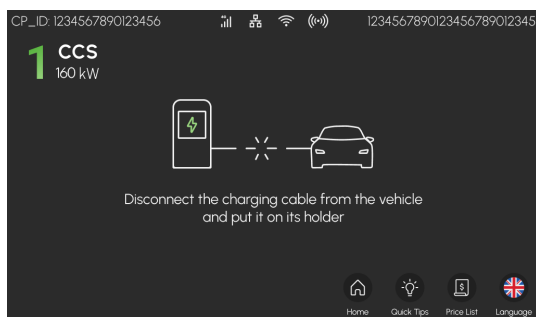 CP_ID: 1234567890123456
1234567890123456789012345
1
CCS
160 kW
Disconnect the charging cable from the vehicle
and put it on its holder
Home
Quick Tips
Price List
Language